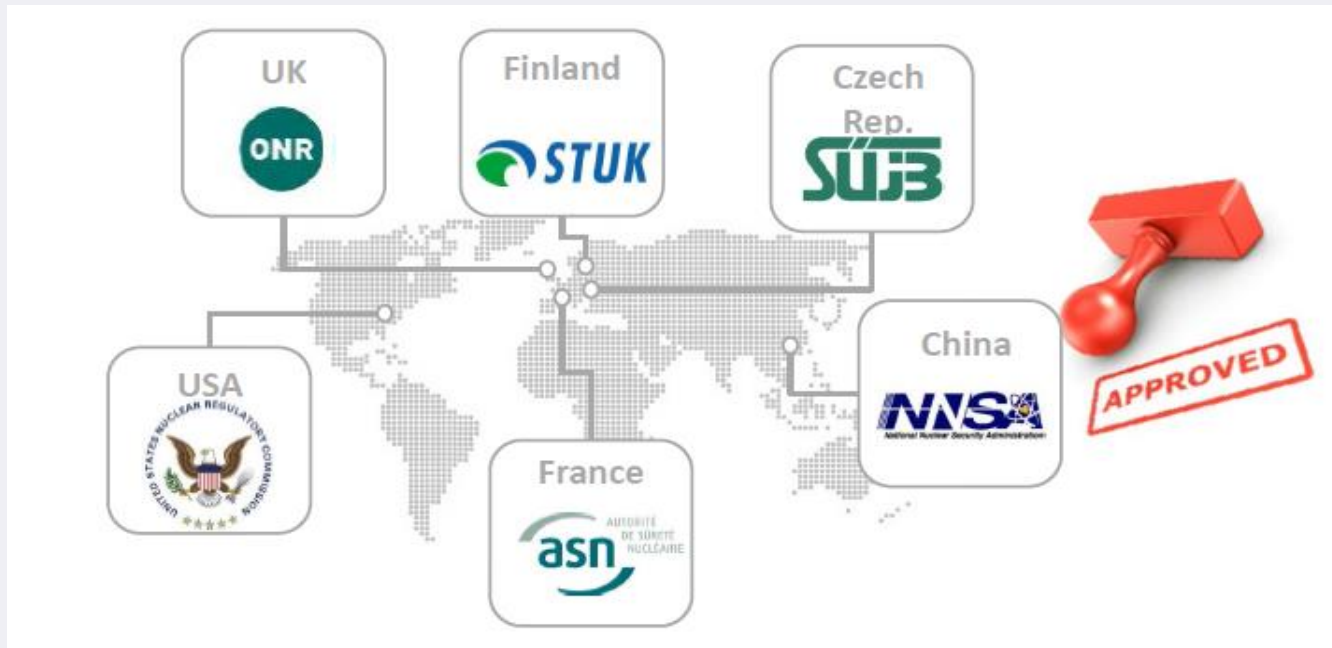 UK
ONR
Finland
STUK
Czech
Rep.
SÚJB
USA
UNITED STATES NUCLEAR REGULATORY COMMISSION
France
asn
AUTORITÉ
DE SÛRETÉ
NUCLÉAIRE
China
NNSA
National Nuclear Security Administration
APPROVED